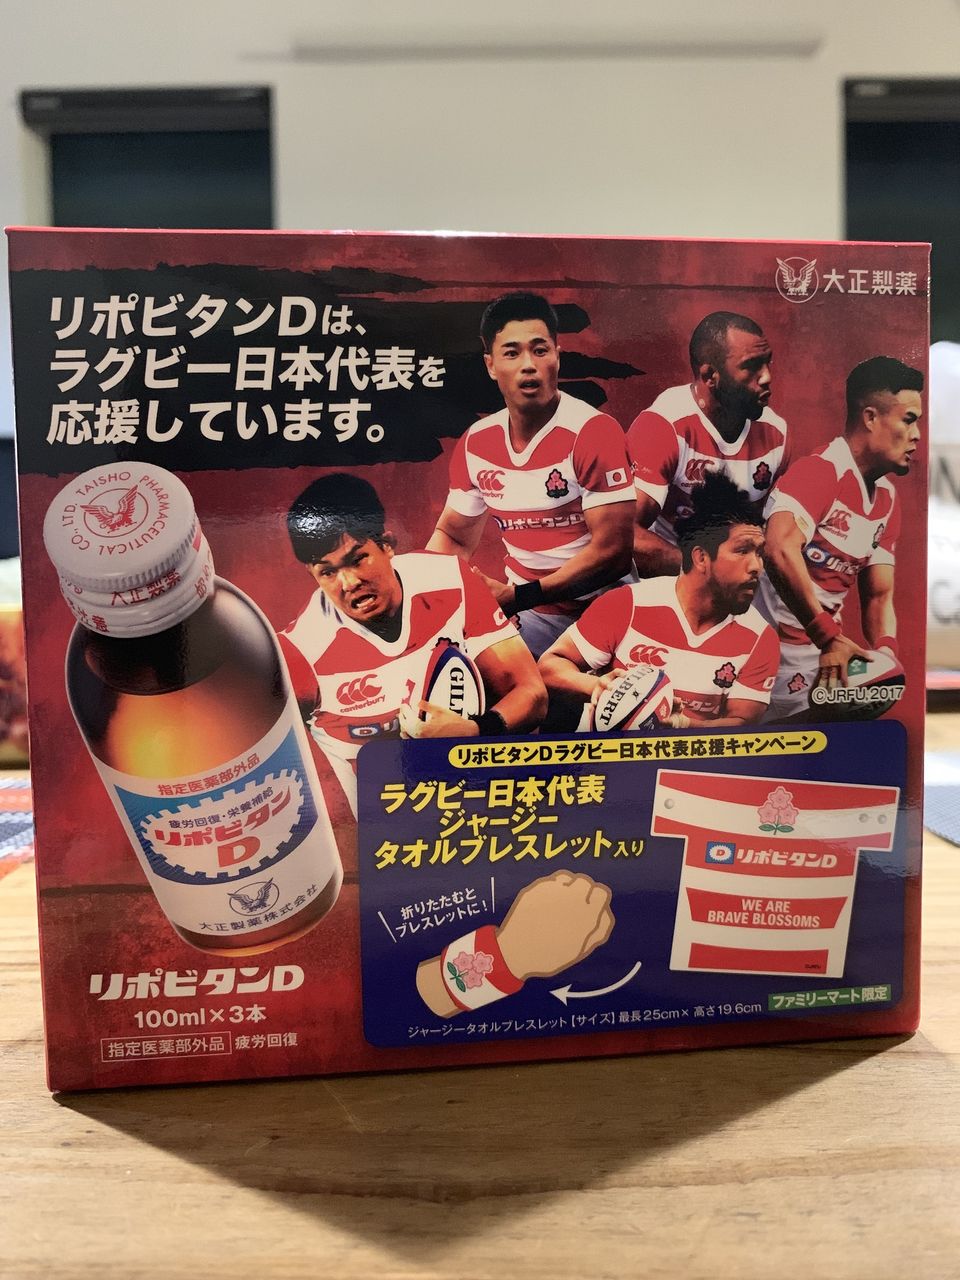 大正製薬
リポビタンDは、
ラグビー日本代表を
応援しています。
TAISHO PHARMACEUTICAL CO., LTD.
大正製薬
指定医薬部外品
疲労回復・栄養補給
リポビタン
D
大正製薬株式会社
リポビタンD
100ml×3本
指定医薬部外品 疲労回復
canterbury
リポビタンD
canterbury
GILBERT
©JRFU,2017
リポビタンDラグビー日本代表応援キャンペーン
ラグビー日本代表
ジャージー
タオルブレスレット入り
折りたたむと
ブレスレットに!
D リポビタンD
WE ARE
BRAVE BLOSSOMS
ファミリーマート限定
ジャージータオルブレスレット【サイズ】最長25cm×高さ19.6cm